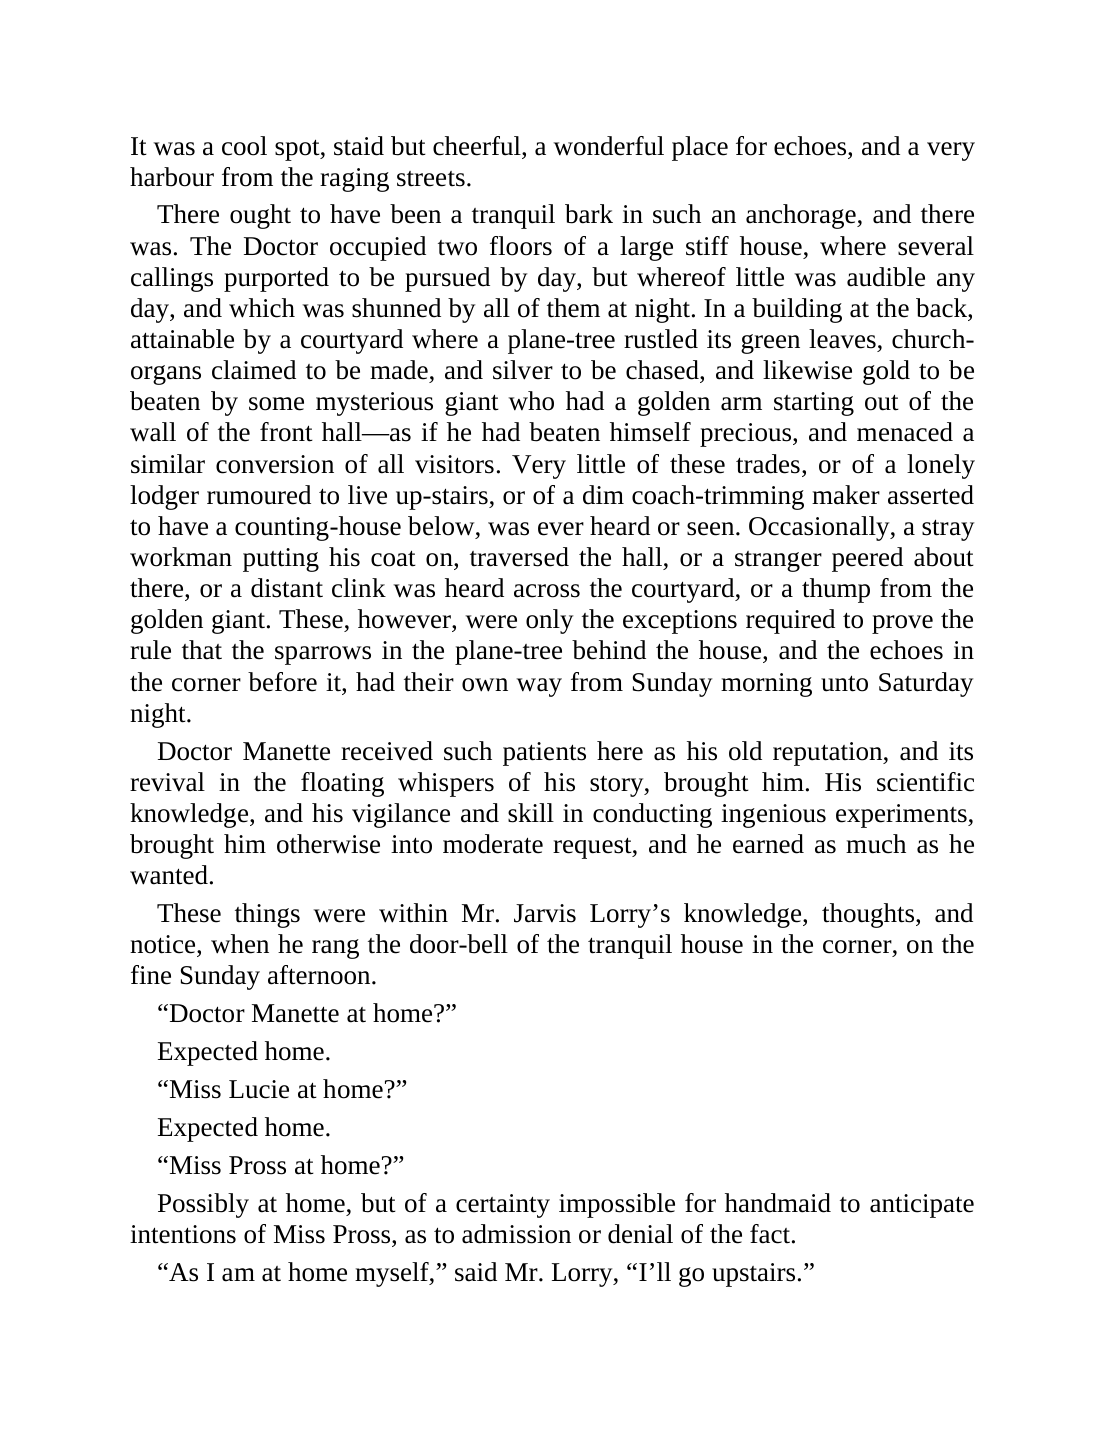 It was a cool spot, staid but cheerful, a wonderful place for echoes, and a very
harbour from the raging streets.
There ought to have been a tranquil bark in such an anchorage, and there
was. The Doctor occupied two floors of a large stiff house, where several
callings purported to be pursued by day, but whereof little was audible any
day, and which was shunned by all of them at night. In a building at the back,
attainable by a courtyard where a plane-tree rustled its green leaves, church-
organs claimed to be made, and silver to be chased, and likewise gold to be
beaten by some mysterious giant who had a golden arm starting out of the
wall of the front hall—as if he had beaten himself precious, and menaced a
similar conversion of all visitors. Very little of these trades, or of a lonely
lodger rumoured to live up-stairs, or of a dim coach-trimming maker asserted
to have a counting-house below, was ever heard or seen. Occasionally, a stray
workman putting his coat on, traversed the hall, or a stranger peered about
there, or a distant clink was heard across the courtyard, or a thump from the
golden giant. These, however, were only the exceptions required to prove the
rule that the sparrows in the plane-tree behind the house, and the echoes in
the corner before it, had their own way from Sunday morning unto Saturday
night.
Doctor Manette received such patients here as his old reputation, and its
revival in the floating whispers of his story, brought him. His scientific
knowledge, and his vigilance and skill in conducting ingenious experiments,
brought him otherwise into moderate request, and he earned as much as he
wanted.
These things were within Mr. Jarvis Lorry’s knowledge, thoughts, and
notice, when he rang the door-bell of the tranquil house in the corner, on the
fine Sunday afternoon.
“Doctor Manette at home?”
Expected home.
“Miss Lucie at home?”
Expected home.
“Miss Pross at home?”
Possibly at home, but of a certainty impossible for handmaid to anticipate
intentions of Miss Pross, as to admission or denial of the fact.
“As I am at home myself,” said Mr. Lorry, “I’ll go upstairs.”